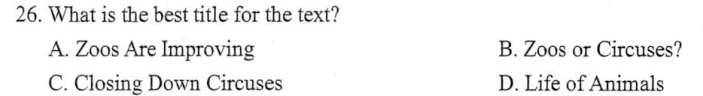 26. What is the best title for the text?
A. Zoos Are Improving B. Zoos or Circuses?
C. Closing Down Circuses D. Life of Animals